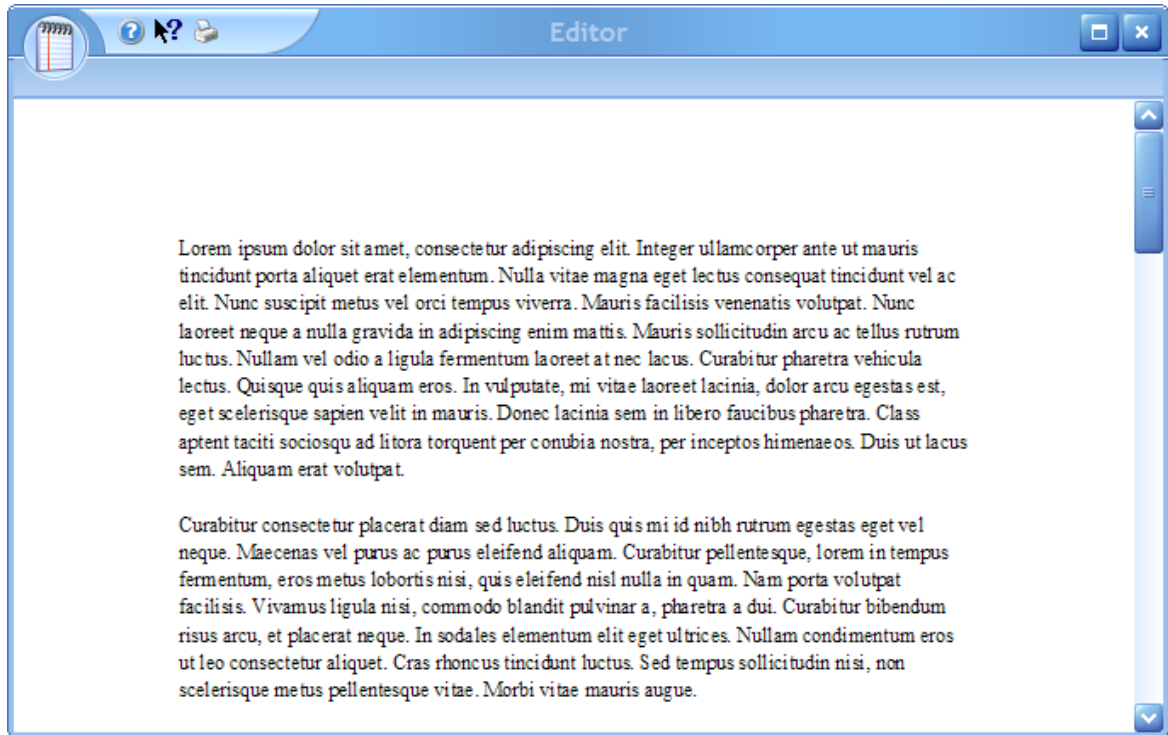 Editor
Lorem ipsum dolor sit amet, consectetur adipiscing elit. Integer ullamcorper ante ut mauris
tincidunt porta aliquet erat elementum. Nulla vitae magna eget lectus consequat tincidunt vel ac
elit. Nunc suscipit metus vel orci tempus viverra. Mauris facilisis venenatis volutpat. Nunc
laoreet neque a nulla gravida in adipiscing enim mattis. Mauris sollicitudin arcu ac tellus rutrum
luctus. Nullam vel odio a ligula fermentum laoreet at nec lacus. Curabitur pharetra vehicula
lectus. Quisque quis aliquam eros. In vulputate, mi vitae laoreet lacinia, dolor arcu egestas est,
eget scelerisque sapien velit in mauris. Donec lacinia sem in libero faucibus pharetra. Class
aptent taciti sociosqu ad litora torquent per conubia nostra, per inceptos himenaeos. Duis ut lacus
sem. Aliquam erat volutpat.
Curabitur consectetur placerat diam sed luctus. Duis quis mi id nibh rutrum egestas eget vel
neque. Maecenas vel purus ac purus eleifend aliquam. Curabitur pellentesque, lorem in tempus
fermentum, eros metus lobortis nisi, quis eleifend nisl nulla in quam. Nam porta volutpat
facilisis. Vivamus ligula nisi, commodo blandit pulvinar a, pharetra a dui. Curabitur bibendum
risus arcu, et placerat neque. In sodales elementum elit eget ultrices. Nullam condimentum eros
ut leo consectetur aliquet. Cras rhoncus tincidunt luctus. Sed tempus sollicitudin nisi, non
scelerisque metus pellentesque vitae. Morbi vitae mauris augue.